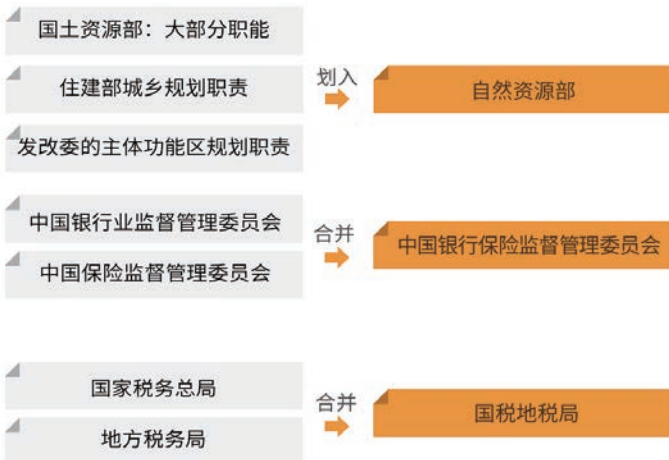 国土资源部：大部分职能
住建部城乡规划职责
发改委的主体功能区规划职责
划入
自然资源部
中国银行业监督管理委员会
中国保险监督管理委员会
合并
中国银行保险监督管理委员会
国家税务总局
地方税务局
合并
国税地税局